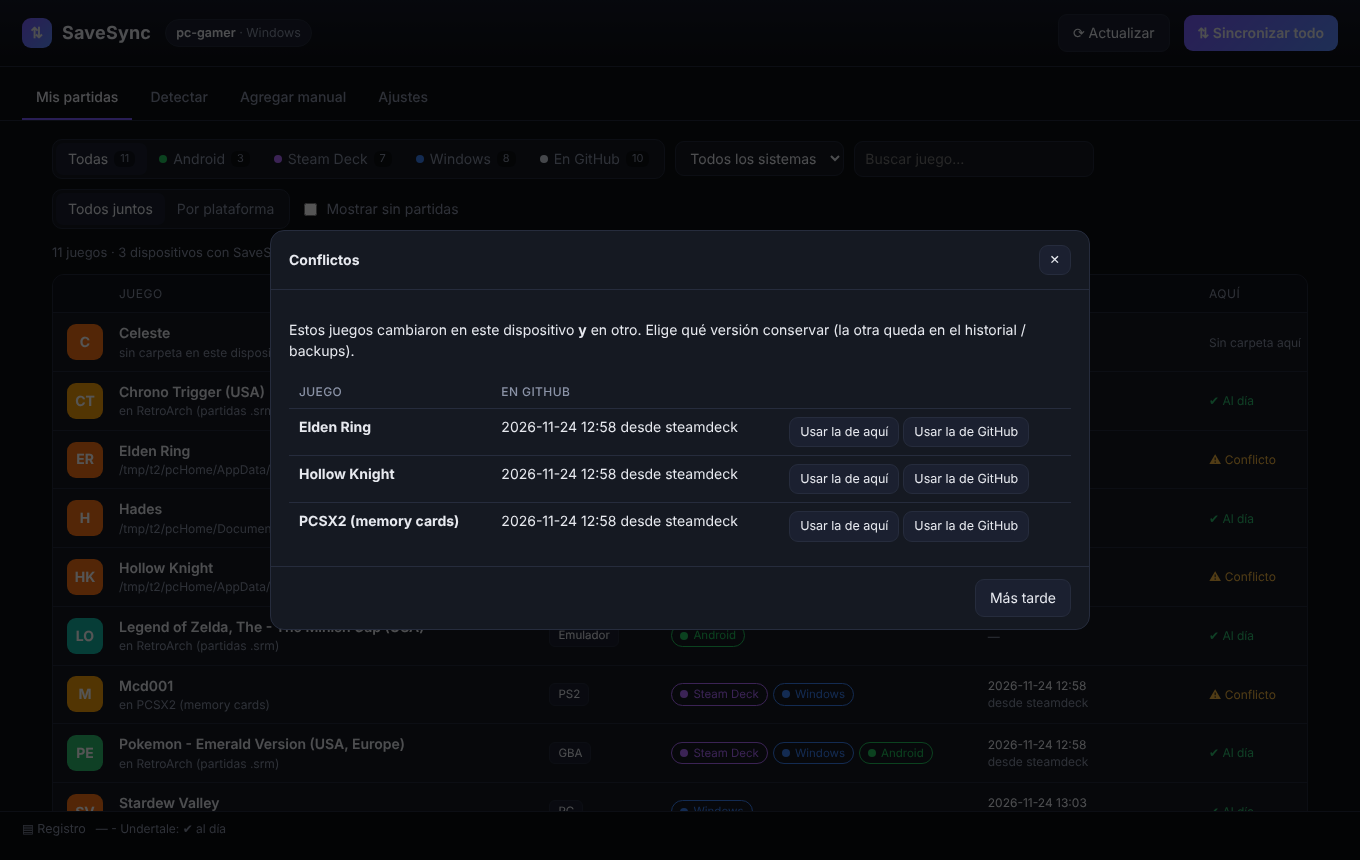 ⇅ SaveSync pc-gamer · Windows ⟳ Actualizar ⇅ Sincronizar todo
Mis partidas Detectar Agregar manual Ajustes
Todas 11 Android 3 Steam Deck 7 Windows 8 En GitHub 10 Todos los sistemas Buscar juego...
Todos juntos Por plataforma Mostrar sin partidas
11 juegos · 3 dispositivos con SaveS
JUEGO AQUÍ
C Celeste
sin carpeta en este disposi Sin carpeta aquí
CT Chrono Trigger (USA)
en RetroArch (partidas .srm ✔ Al día
ER Elden Ring
/tmp/t2/pcHome/AppData/ ⚠ Conflicto
H Hades
/tmp/t2/pcHome/Documen ✔ Al día
HK Hollow Knight
/tmp/t2/pcHome/AppData/ ⚠ Conflicto
Conflictos ✕
Estos juegos cambiaron en este dispositivo y en otro. Elige qué versión conservar (la otra queda en el historial /
backups).
JUEGO EN GITHUB
Elden Ring 2026-11-24 12:58 desde steamdeck Usar la de aquí Usar la de GitHub
Hollow Knight 2026-11-24 12:58 desde steamdeck Usar la de aquí Usar la de GitHub
PCSX2 (memory cards) 2026-11-24 12:58 desde steamdeck Usar la de aquí Usar la de GitHub
Más tarde
LO Legend of Zelda, The - The Minish Cap (USA)
en RetroArch (partidas .srm) Emulador Android — ✔ Al día
M Mcd001 PS2 Steam Deck Windows 2026-11-24 12:58 ⚠ Conflicto
en PCSX2 (memory cards) desde steamdeck
PE Pokemon - Emerald Version (USA, Europe) GBA Steam Deck Windows Android 2026-11-24 12:58 ✔ Al día
en RetroArch (partidas .srm) desde steamdeck
SV Stardew Valley PC Windows 2026-11-24 13:03 ✔ Al día
▤ Registro — - Undertale: ✔ al día